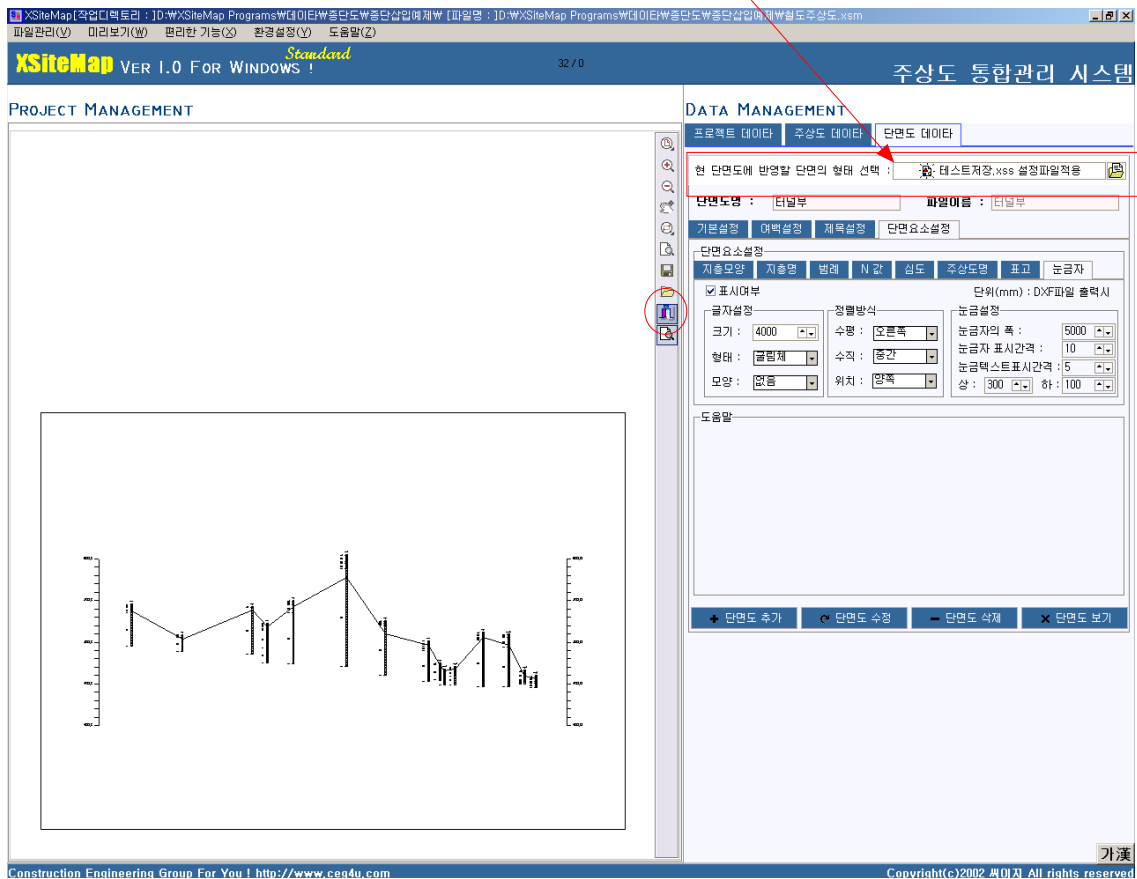 XSiteMap[작업디렉토리 : ]D:₩XSiteMap Programs₩데이타₩종단도₩종단삽입예제₩ [파일명 : ]D:₩XSiteMap Programs₩데이타₩종단도₩종단삽입예제₩철도주상도,xsm
파일관리(V) 미리보기(W) 편리한 기능(X) 환경설정(Y) 도움말(Z)
Standard
XSiteMap VER 1.0 FOR WINDOWS !
32 / 0
주상도 통합관리 시스템
PROJECT MANAGEMENT
DATA MANAGEMENT
프로젝트 데이타 주상도 데이타 단면도 데이타
현 단면도에 반영할 단면의 형태 선택 : 테스트저장,xss 설정파일적용
단면도명 : 터널부 파일이름 : 터널부
기본설정 여백설정 제목설정 단면요소설정
단면요소설정
지층모양 지층명 범례 N 값 심도 주상도명 표고 눈금자
표시여부 단위(mm) : DXF파일 출력시
글자설정 정렬방식 눈금설정
크기 : 4000 수평 : 오른쪽 눈금자의 폭 : 5000
눈금자 표시간격 : 10
형태 : 굴림체 수직 : 중간
눈금텍스트표시간격 : 5
모양 : 없음 위치 : 양쪽 상 : 300 하 : 100
도움말
단면도 추가 단면도 수정 단면도 삭제 단면도 보기
가漢
Construction Engineering Group For You ! http://www.ceg4u.com
Copyright(c)2002 씨이지 All rights reserved